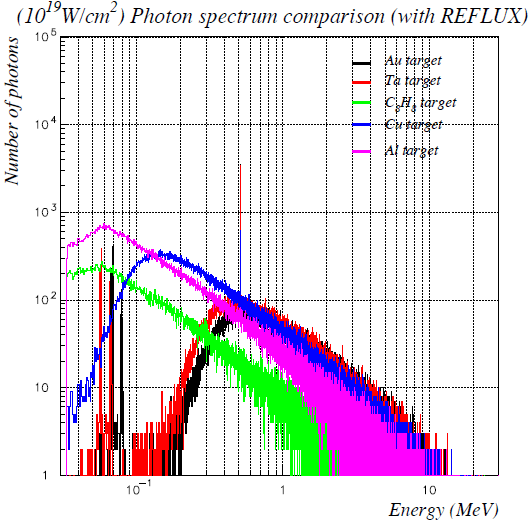 (10¹⁹W/cm²) Photon spectrum comparison (with REFLUX)
Number of photons
10⁵
10⁴
10³
10²
10
1
Au target
Ta target
C₈H₈ target
Cu target
Al target
10⁻¹
1
10
Energy (MeV)